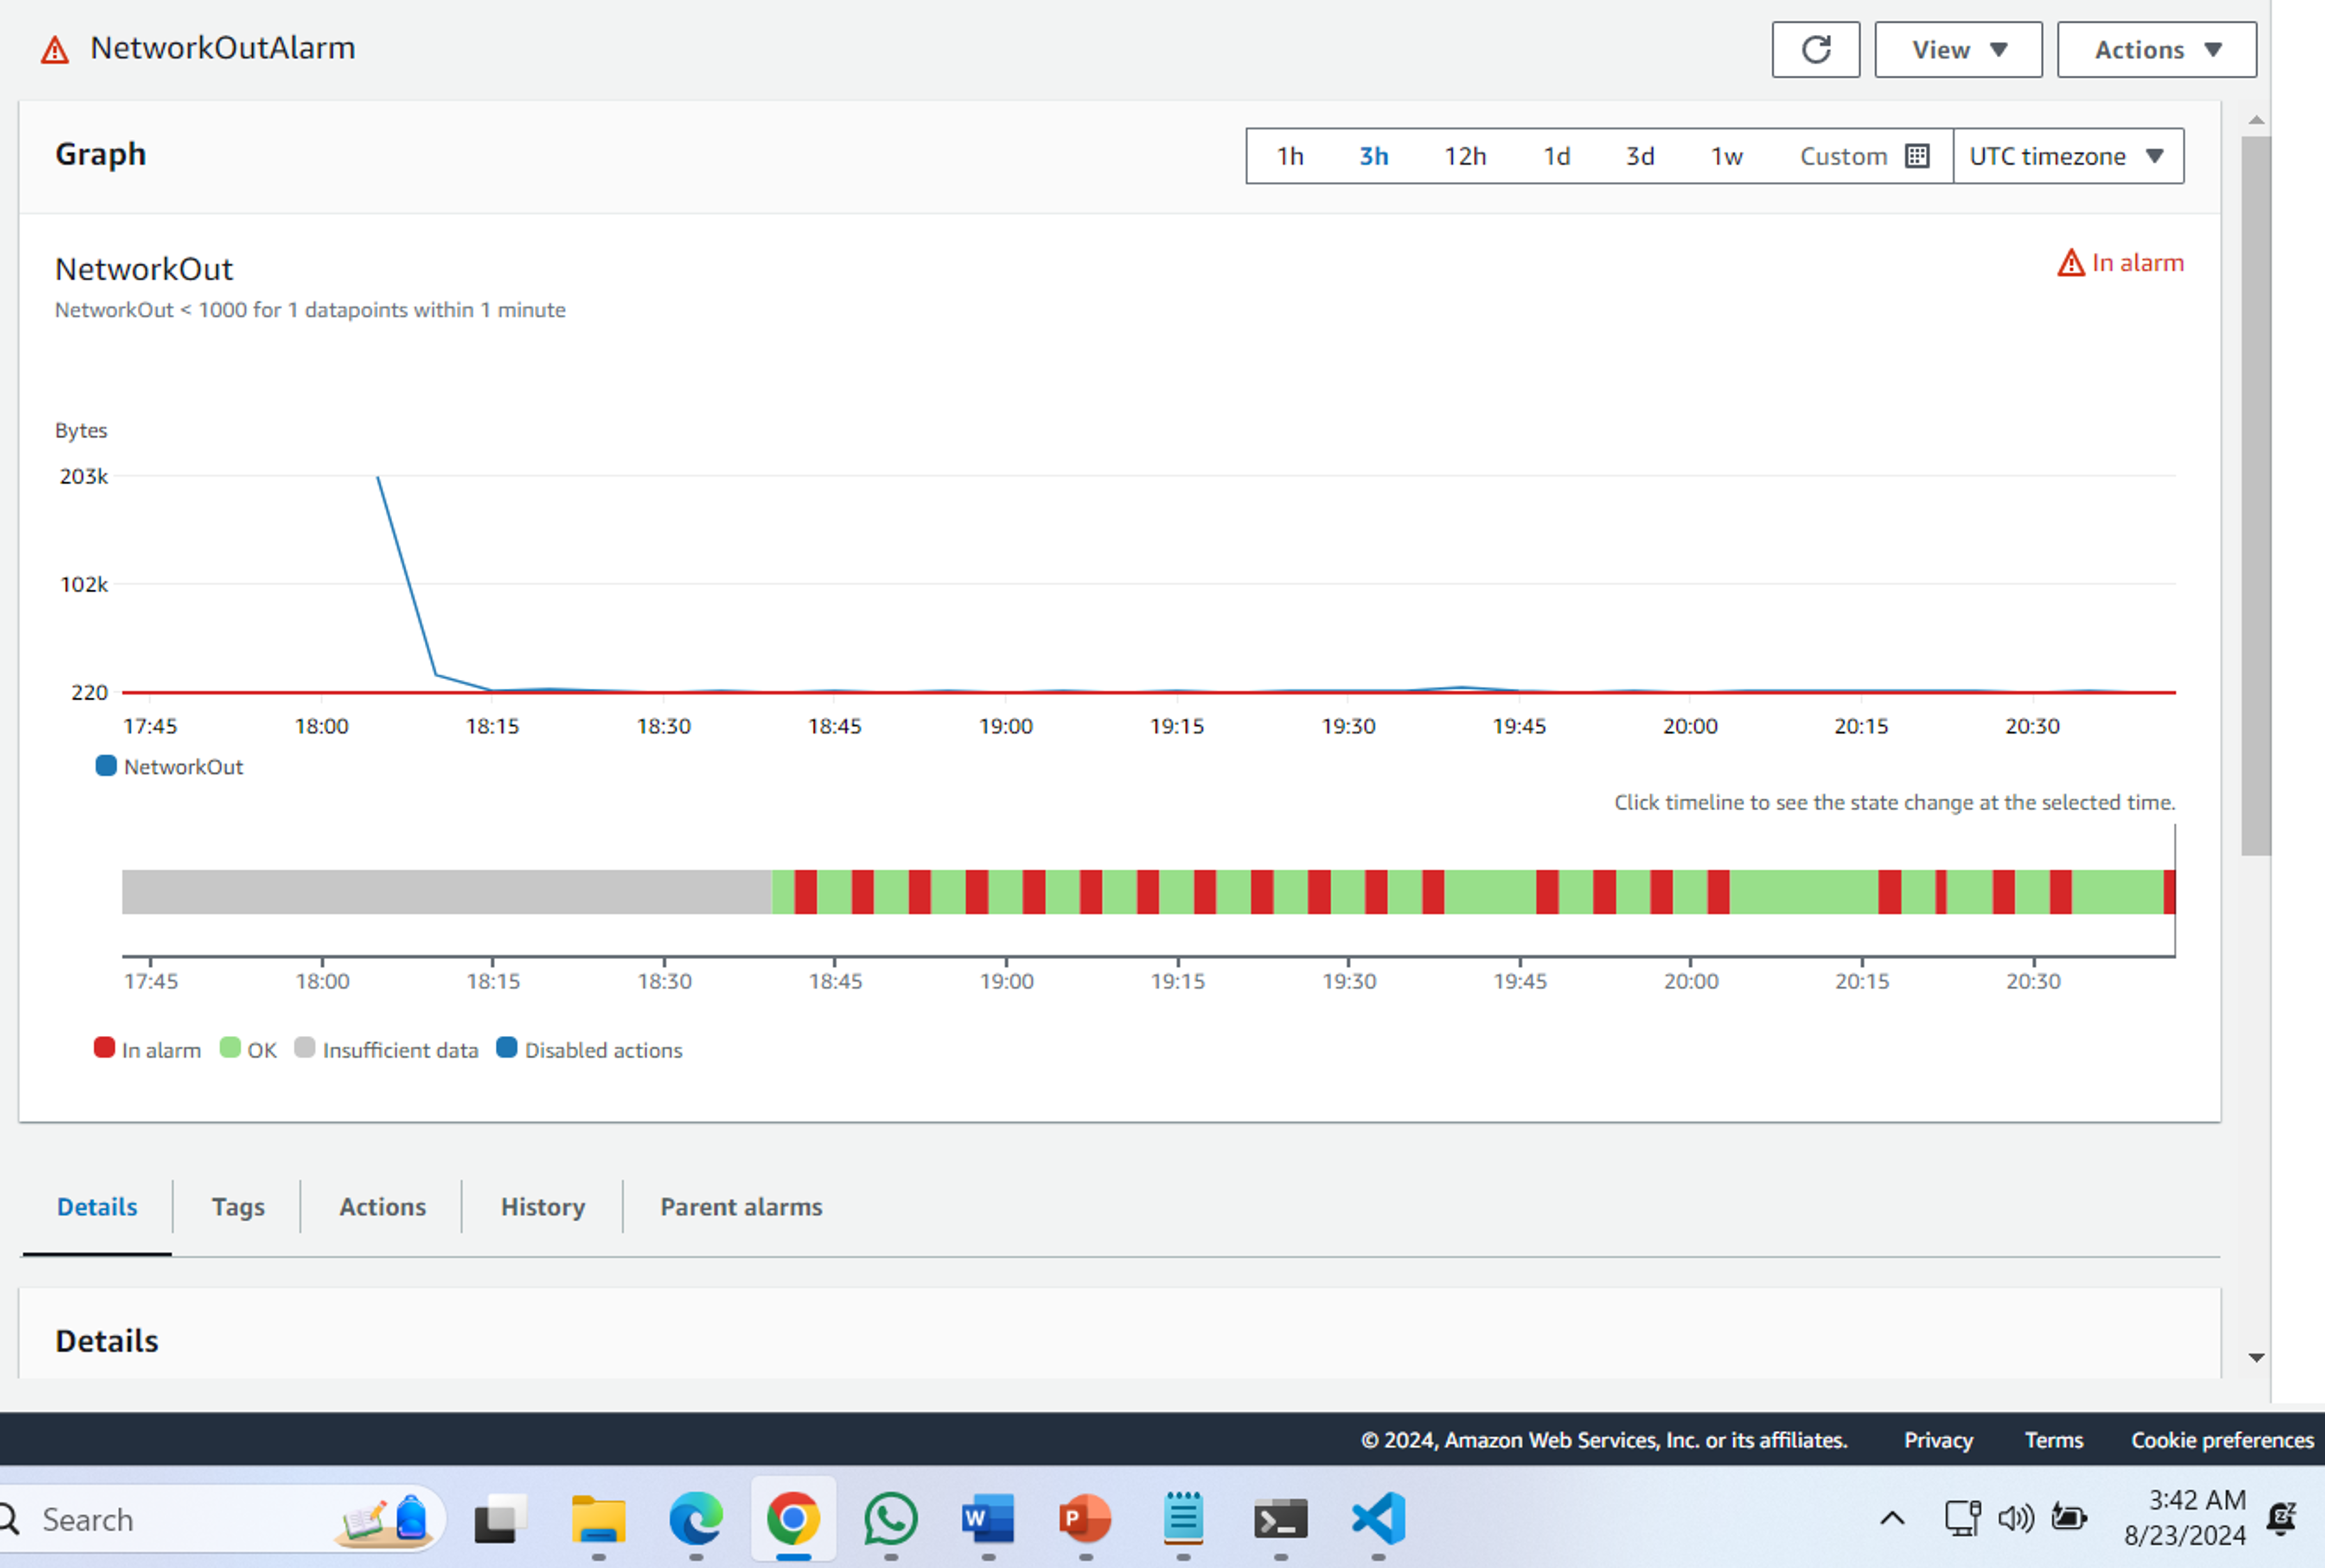 NetworkOutAlarm
View
Actions
Graph
1h 3h 12h 1d 3d 1w Custom UTC timezone
NetworkOut
In alarm
NetworkOut < 1000 for 1 datapoints within 1 minute
Bytes
203k
102k
220
17:45 18:00 18:15 18:30 18:45 19:00 19:15 19:30 19:45 20:00 20:15 20:30
NetworkOut
Click timeline to see the state change at the selected time.
17:45 18:00 18:15 18:30 18:45 19:00 19:15 19:30 19:45 20:00 20:15 20:30
In alarm OK Insufficient data Disabled actions
Details Tags Actions History Parent alarms
Details
© 2024, Amazon Web Services, Inc. or its affiliates. Privacy Terms Cookie preferences
Search
W
P
3:42 AM
8/23/2024